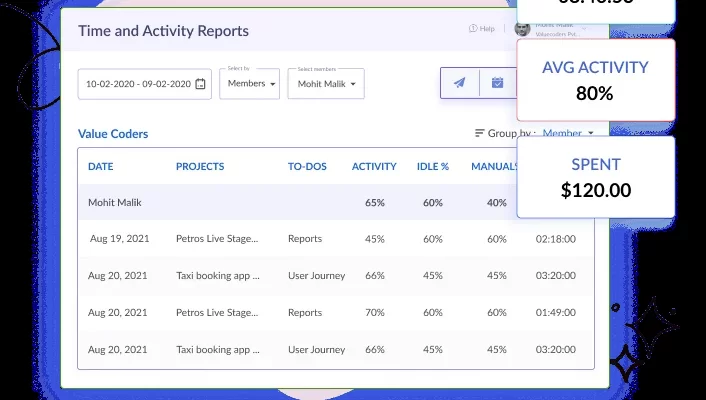 Time and Activity Reports
Help
Valuecoders Pvt..
Select by
Select members
10-02-2020 - 09-02-2020
Members
Mohit Malik
AVG ACTIVITY
80%
Value Coders
Group by : Member
SPENT
$120.00
DATE PROJECTS TO-DOS ACTIVITY IDLE % MANUAL
Mohit Malik 65% 60% 40%
Aug 19, 2021 Petros Live Stage... Reports 45% 60% 60% 02:18:00
Aug 20, 2021 Taxi booking app ... User Journey 66% 45% 45% 03:20:00
Aug 20, 2021 Petros Live Stage... Reports 70% 60% 60% 01:49:00
Aug 20, 2021 Taxi booking app ... User Journey 66% 45% 45% 03:20:00